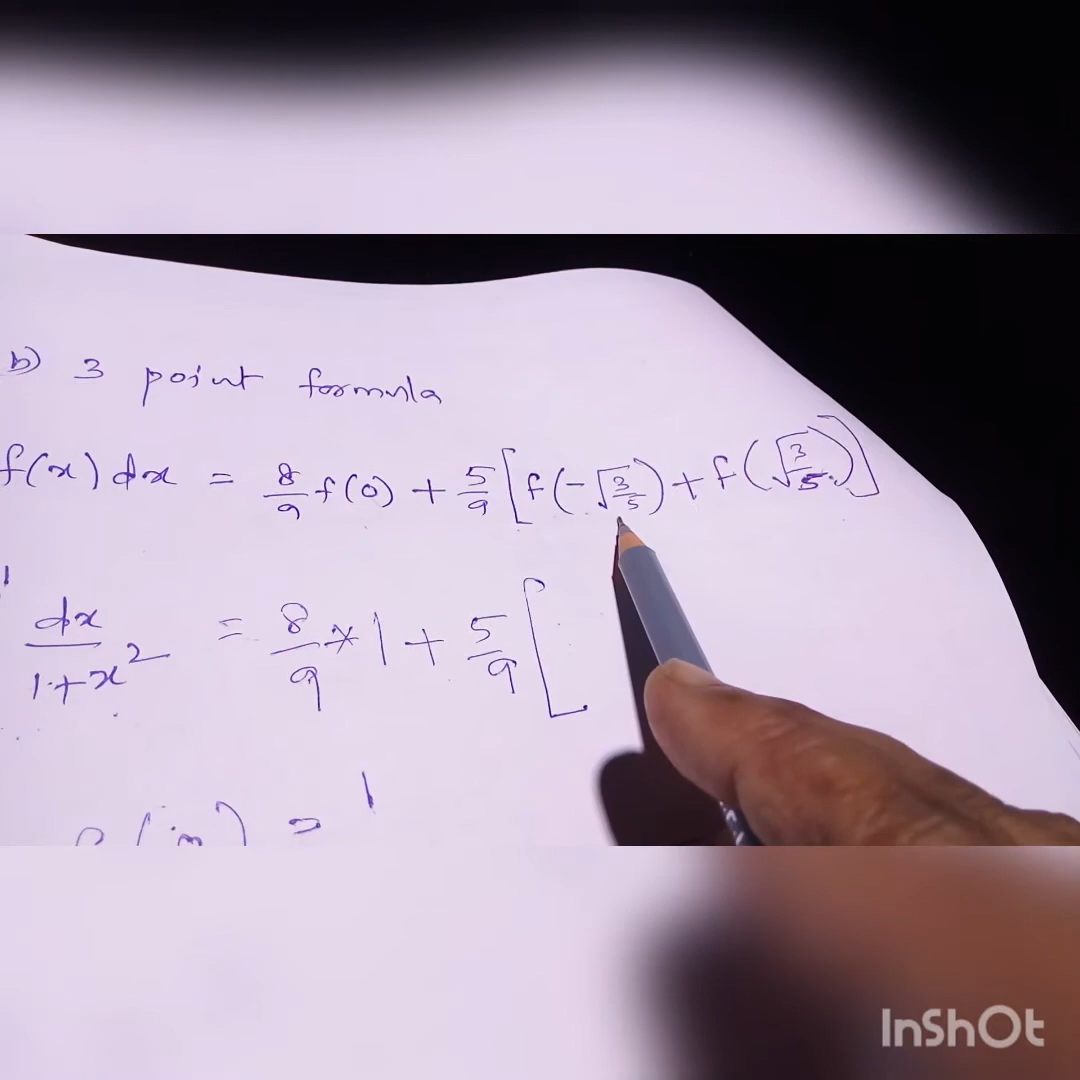 b) 3 point formula
f(x) dx = 8/9 f(0) + 5/9 [f(-√3/5) + f(√3/5)]
dx/1+x² = 8/9 * 1 + 5/9 [
= 1
InShOt